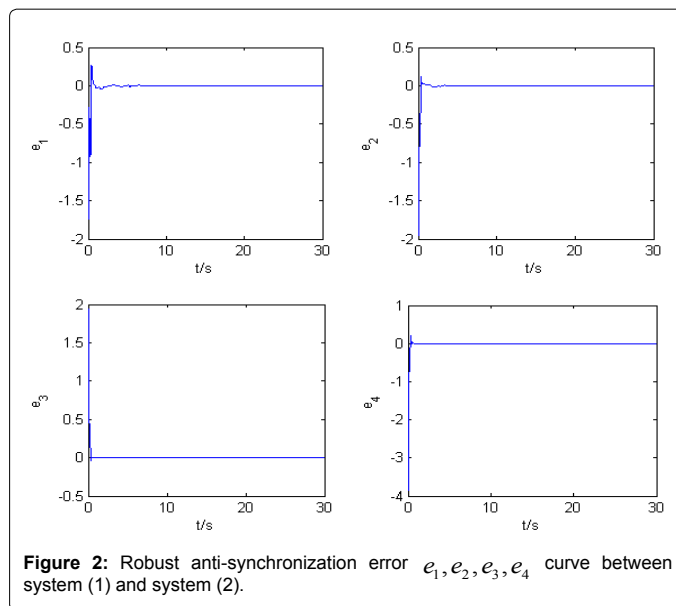 0.5
0
-0.5
-1
-1.5
-2
e₁
0 10 20 30
t/s
0.5
0
-0.5
-1
-1.5
-2
e₂
0 10 20 30
t/s
2
1.5
1
0.5
0
-0.5
e₃
0 10 20 30
t/s
1
0
-1
-2
-3
-4
e₄
0 10 20 30
t/s
Figure 2: Robust anti-synchronization error e₁, e₂, e₃, e₄ curve between
system (1) and system (2).